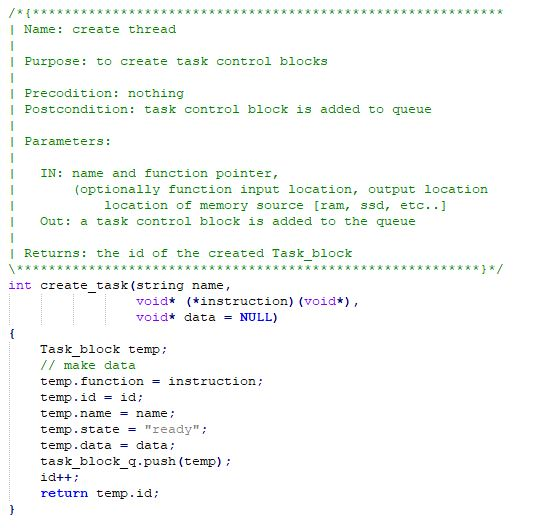 /*{***********************************************************
| Name: create thread
|
| Purpose: to create task control blocks
|
| Precodition: nothing
| Postcondition: task control block is added to queue
|
| Parameters:
|
|   IN: name and function pointer,
|       (optionally function input location, output location
|           location of memory source [ram, ssd, etc..]
|   Out: a task control block is added to the queue
|
| Returns: the id of the created Task_block
\**********************************************************}*/
int create_task(string name,
                void* (*instruction)(void*),
                void* data = NULL)
{
    Task_block temp;
    // make data
    temp.function = instruction;
    temp.id = id;
    temp.name = name;
    temp.state = "ready";
    temp.data = data;
    task_block_q.push(temp);
    id++;
    return temp.id;
}